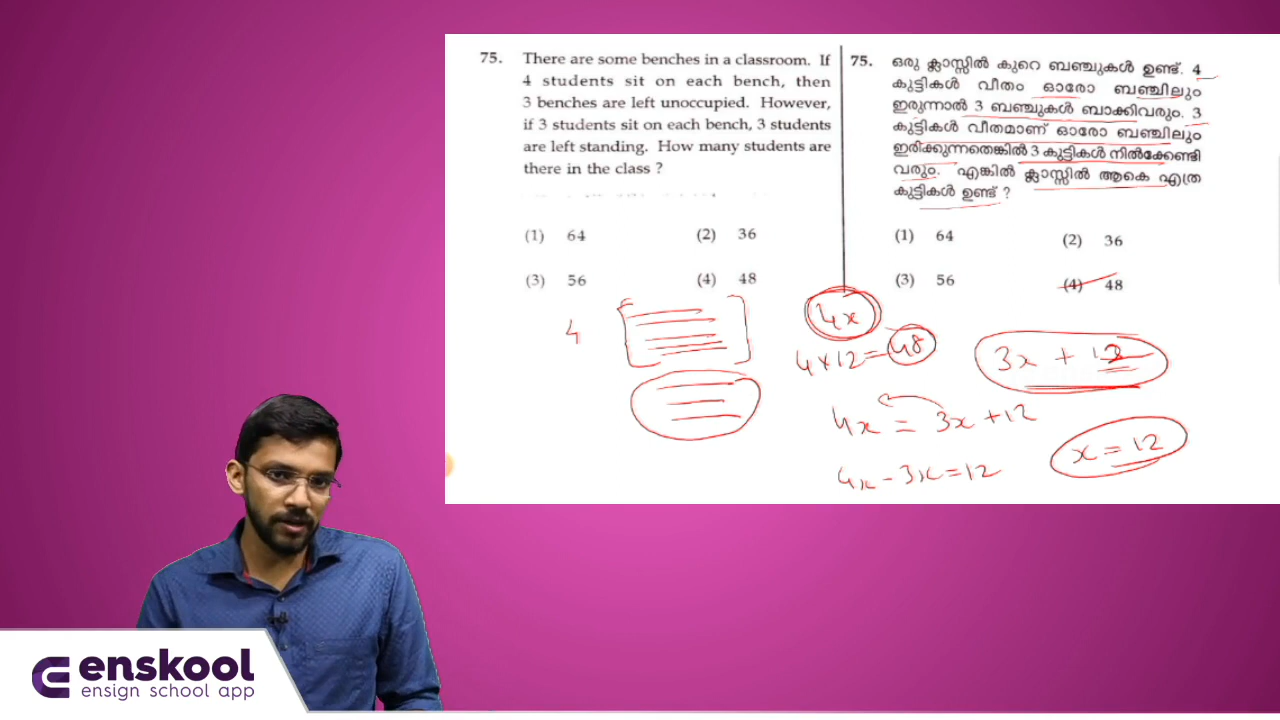 75. There are some benches in a classroom. If
4 students sit on each bench, then
3 benches are left unoccupied. However,
if 3 students sit on each bench, 3 students
are left standing. How many students are
there in the class ?
(1) 64 (2) 36
(3) 56 (4) 48
75. ഒരു ക്ലാസ്സിൽ കുറെ ബഞ്ചുകൾ ഉണ്ട്. 4
കുട്ടികൾ വീതം ഓരോ ബഞ്ചിലും
ഇരുന്നാൽ 3 ബഞ്ചുകൾ ബാക്കിവരും. 3
കുട്ടികൾ വീതമാണ് ഓരോ ബഞ്ചിലും
ഇരിക്കുന്നതെങ്കിൽ 3 കുട്ടികൾ നിൽക്കേണ്ടി
വരും. എങ്കിൽ ക്ലാസ്സിൽ ആകെ എത്ര
കുട്ടികൾ ഉണ്ട് ?
(1) 64 (2) 36
(3) 56 (4) 48
4
4x
4×12=48
3x + 12
4x = 3x+12
x=12
4x-3x=12
enskool
ensign school app